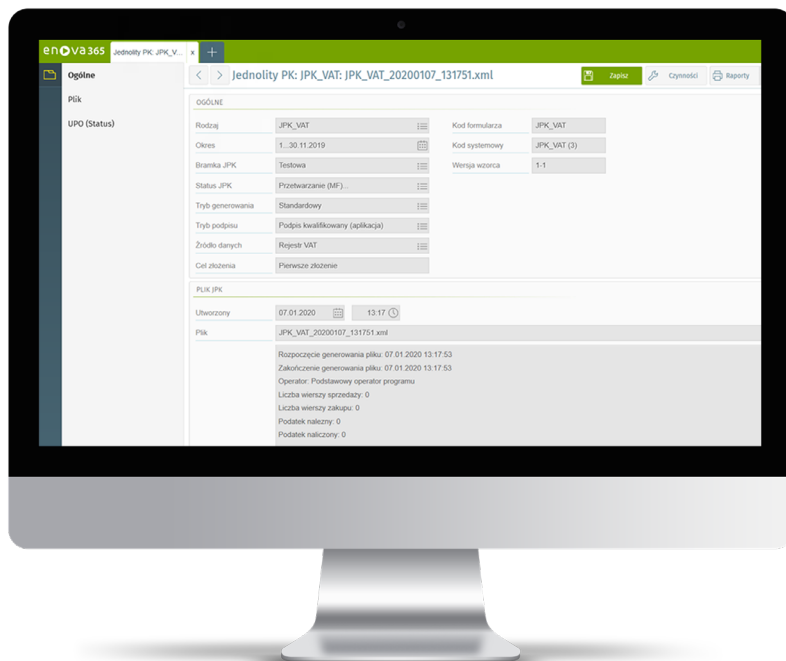 enova365 Jednolity PK: JPK_V... x +
Ogólne
Plik
UPO (Status)
< > Jednolity PK: JPK_VAT: JPK_VAT_20200107_131751.xml Zapisz Czynności Raporty
OGÓLNE
Rodzaj JPK_VAT Kod formularza JPK_VAT
Okres 1...30.11.2019 Kod systemowy JPK_VAT (3)
Bramka JPK Testowa Wersja wzorca 1-1
Status JPK Przetwarzanie (MF)...
Tryb generowania Standardowy
Tryb podpisu Podpis kwalifikowany (aplikacja)
Źródło danych Rejestr VAT
Cel złożenia Pierwsze złożenie
PLIK JPK
Utworzony 07.01.2020 13:17
Plik JPK_VAT_20200107_131751.xml
Rozpoczęcie generowania pliku: 07.01.2020 13:17:53
Zakończenie generowania pliku: 07.01.2020 13:17:53
Operator: Podstawowy operator programu
Liczba wierszy sprzedaży: 0
Liczba wierszy zakupu: 0
Podatek należny: 0
Podatek naliczony: 0